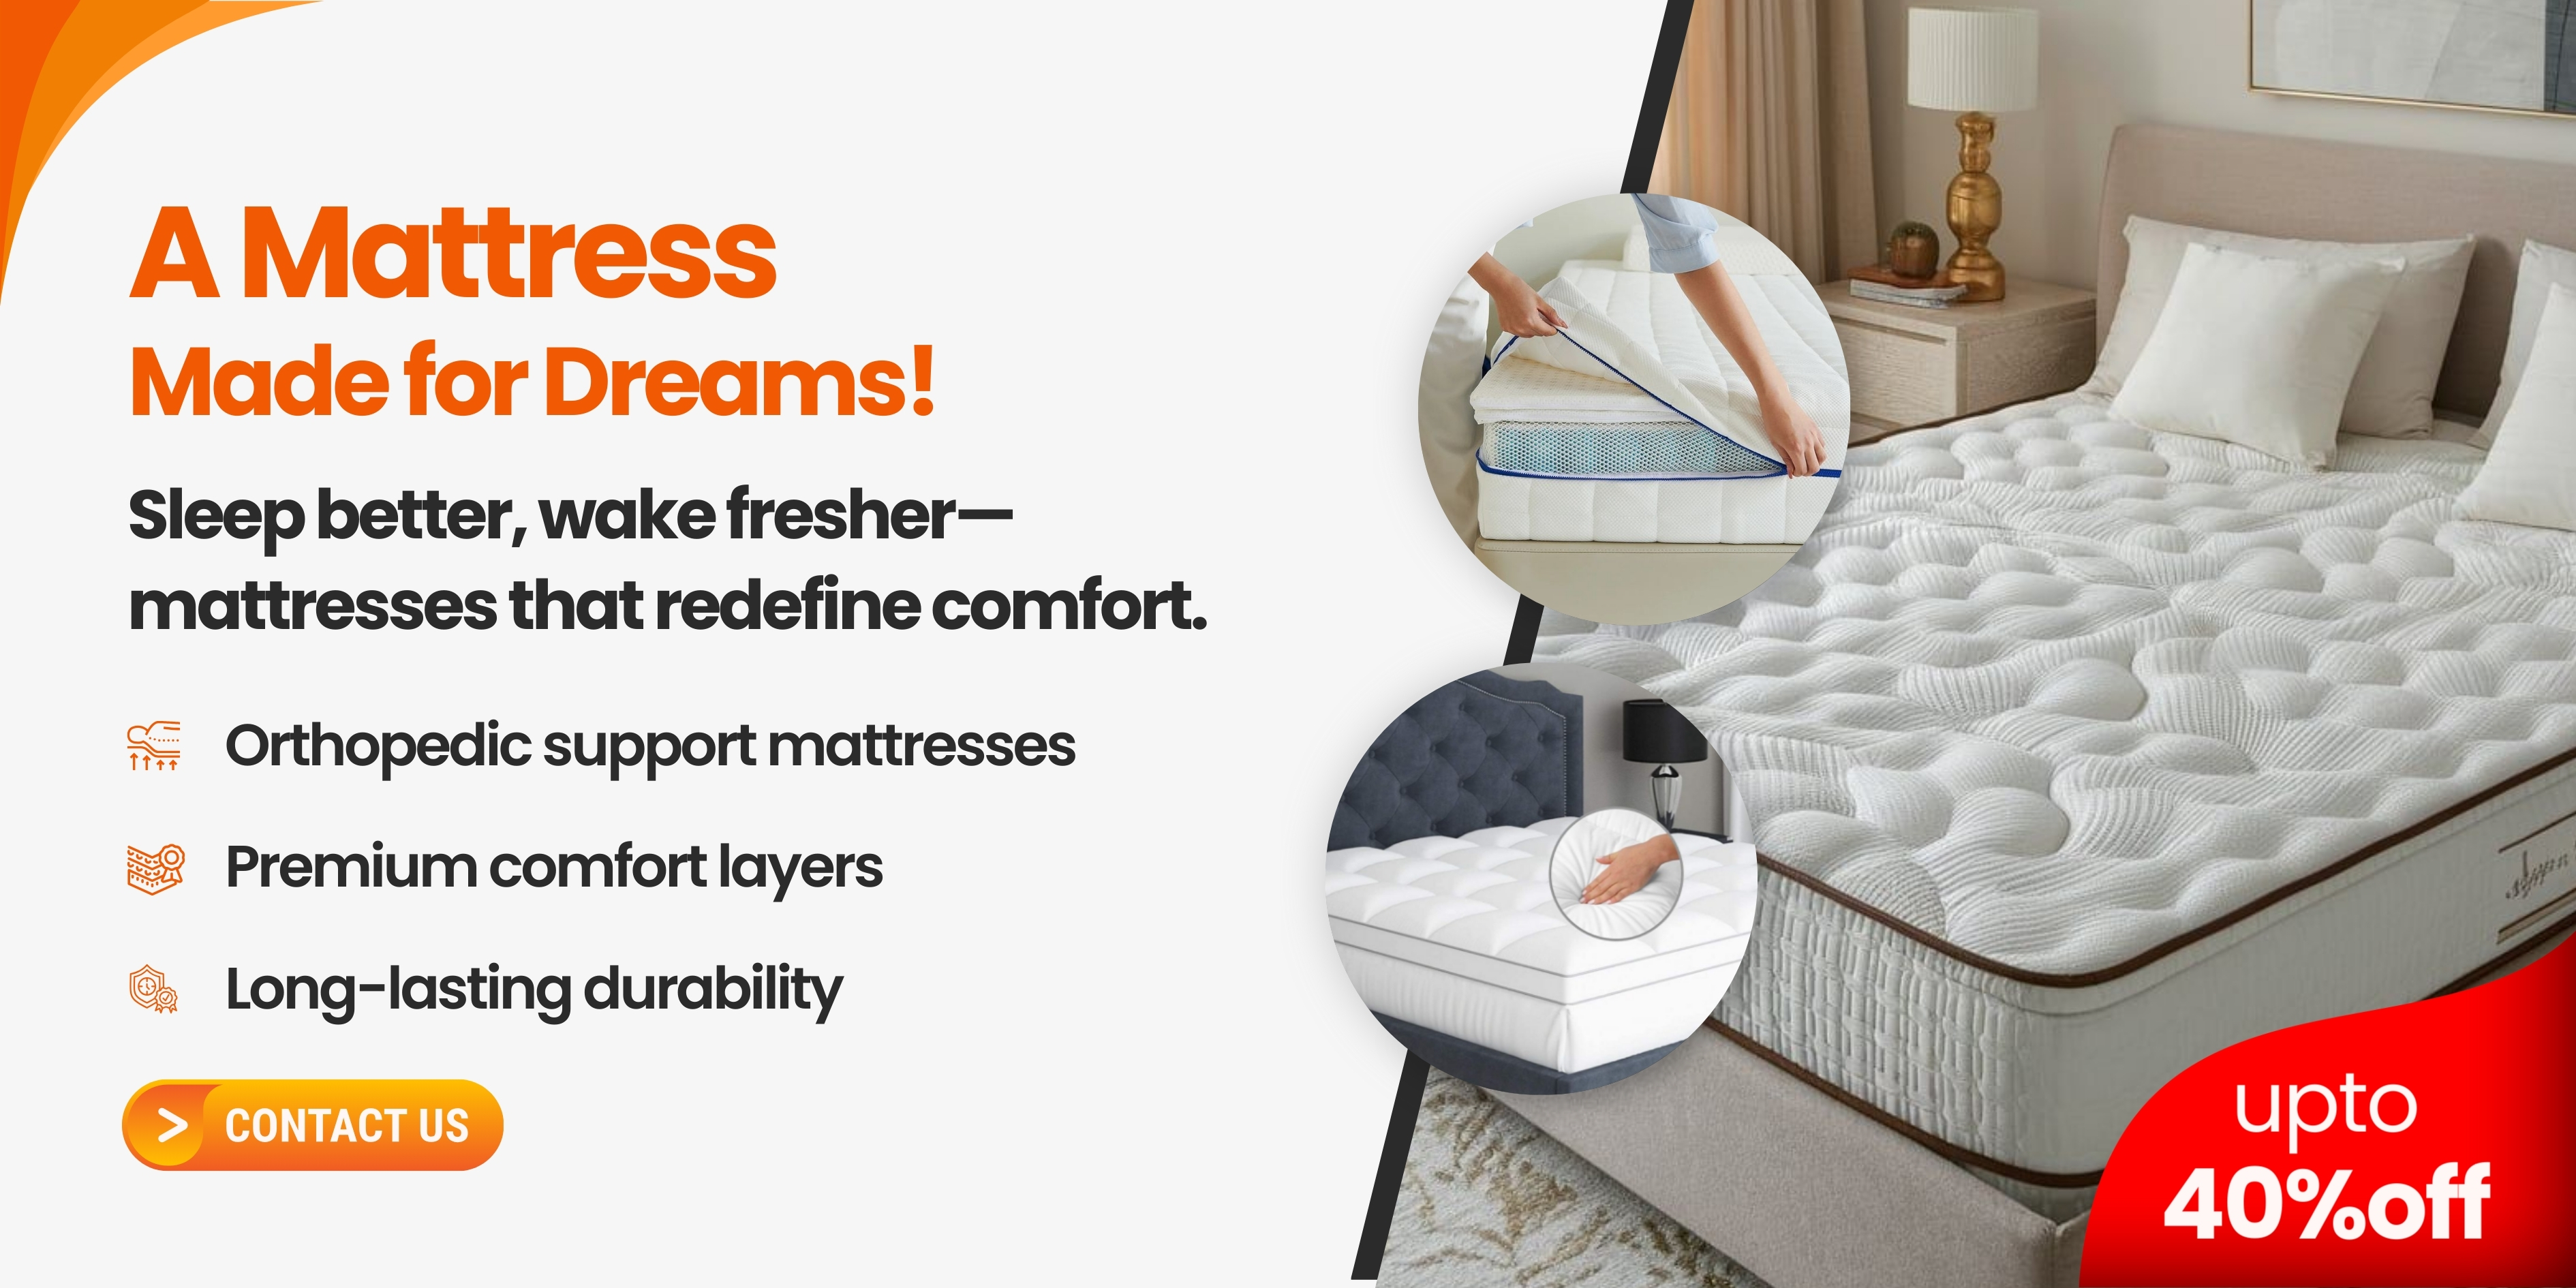 A Mattress
Made for Dreams!
Sleep better, wake fresher—
mattresses that redefine comfort.
Orthopedic support mattresses
Premium comfort layers
Long-lasting durability
CONTACT US
upto
40%off